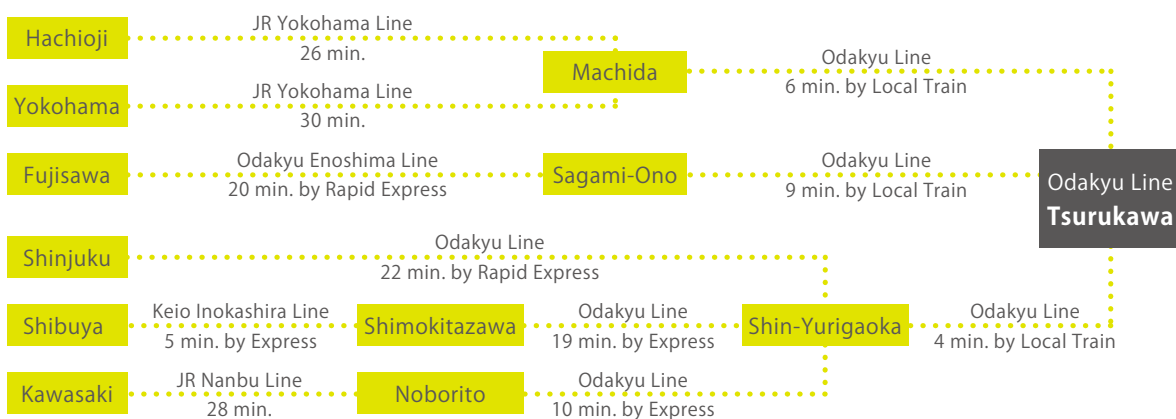 JR Yokohama Line
Hachioji
26 min.
Odakyu Line
Machida
6 min. by Local Train
JR Yokohama Line
Yokohama
30 min.
Odakyu Enoshima Line
Odakyu Line
Fujisawa
Sagami-Ono
20 min. by Rapid Express
9 min. by Local Train
Odakyu Line
Tsurukawa
Odakyu Line
Shinjuku
22 min. by Rapid Express
Keio Inokashira Line
Odakyu Line
Odakyu Line
Shibuya
Shimokitazawa
Shin-Yurigaoka
5 min. by Express
19 min. by Express
4 min. by Local Train
JR Nanbu Line
Odakyu Line
Kawasaki
Noborito
28 min.
10 min. by Express